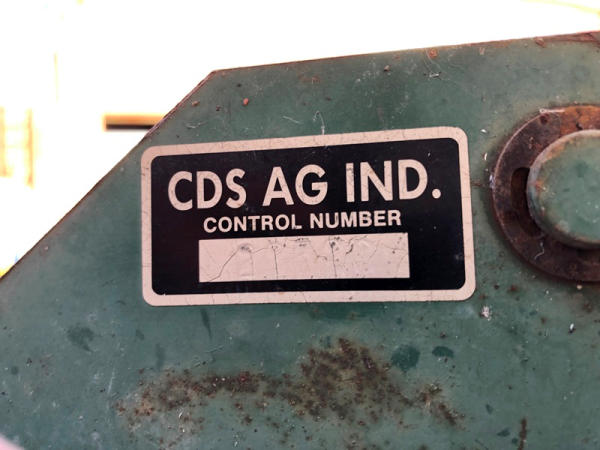 CDS AG IND.
CONTROL NUMBER